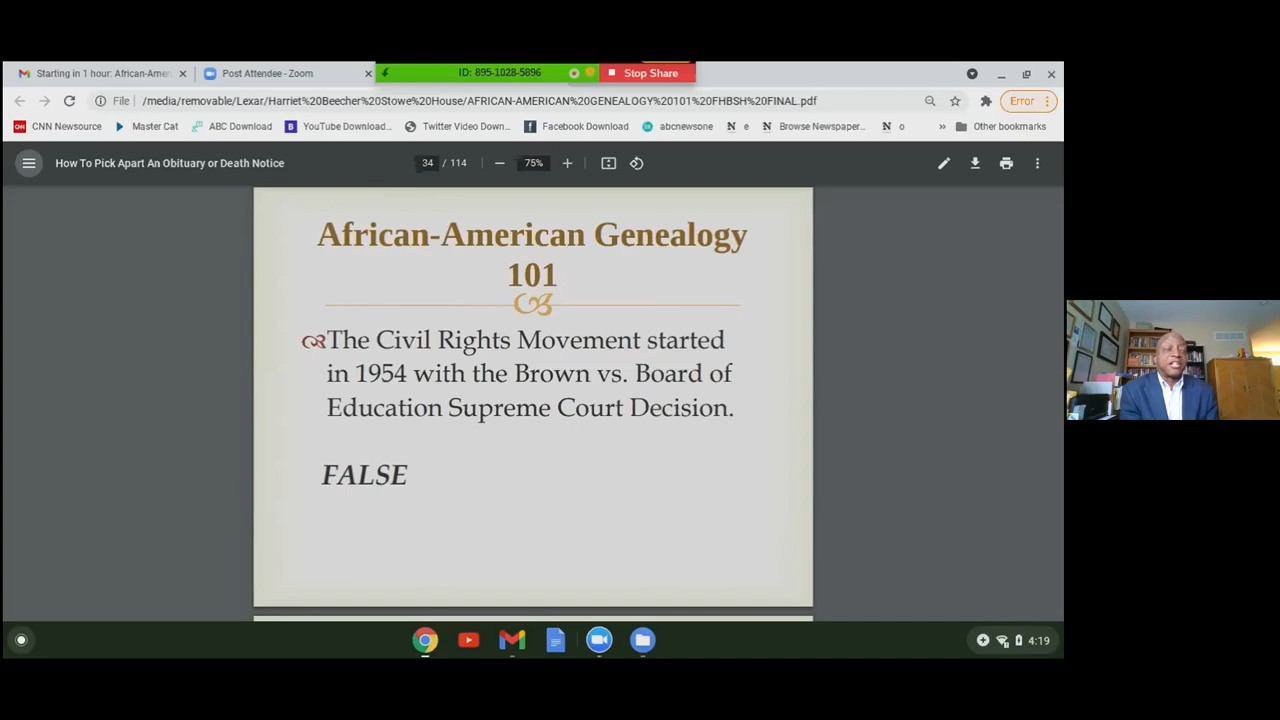 Starting in 1 hour: African-Amer
Post Attendee - Zoom
ID: 895-1028-5896
Stop Share
File
/media/removable/Lexar/Harriet%20Beecher%20Stowe%20House/AFRICAN-AMERICAN%20GENEALOGY%20101%20FHBSH%20FINAL.pdf
Error
CNN CNN Newsource
Master Cat
ABC Download
YouTube Download...
Twitter Video Down...
Facebook Download
abcnewsone
N e
N Browse Newspaper...
N o
»
Other bookmarks
How To Pick Apart An Obituary or Death Notice
34 / 114
75%
African-American Genealogy
101
The Civil Rights Movement started
in 1954 with the Brown vs. Board of
Education Supreme Court Decision.
FALSE
4:19